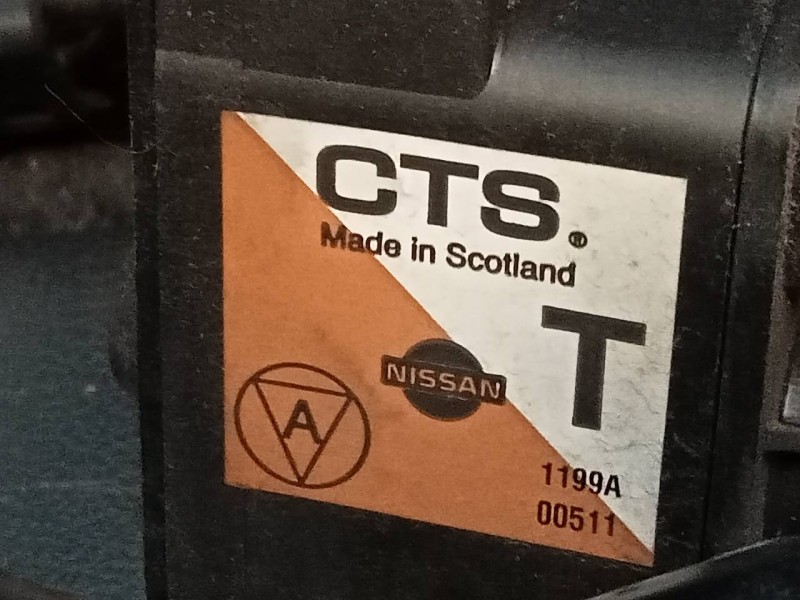 CTS.®
Made in Scotland
T
NISSAN
A
1199A
00511